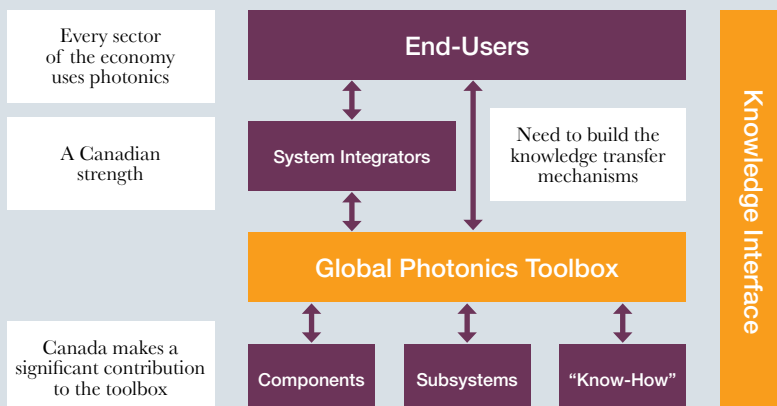 Every sector
of the economy
uses photonics
End-Users
A Canadian
strength
System Integrators
Need to build the
knowledge transfer
mechanisms
Global Photonics Toolbox
Canada makes a
significant contribution
to the toolbox
Components
Subsystems
“Know-How”
Knowledge Interface